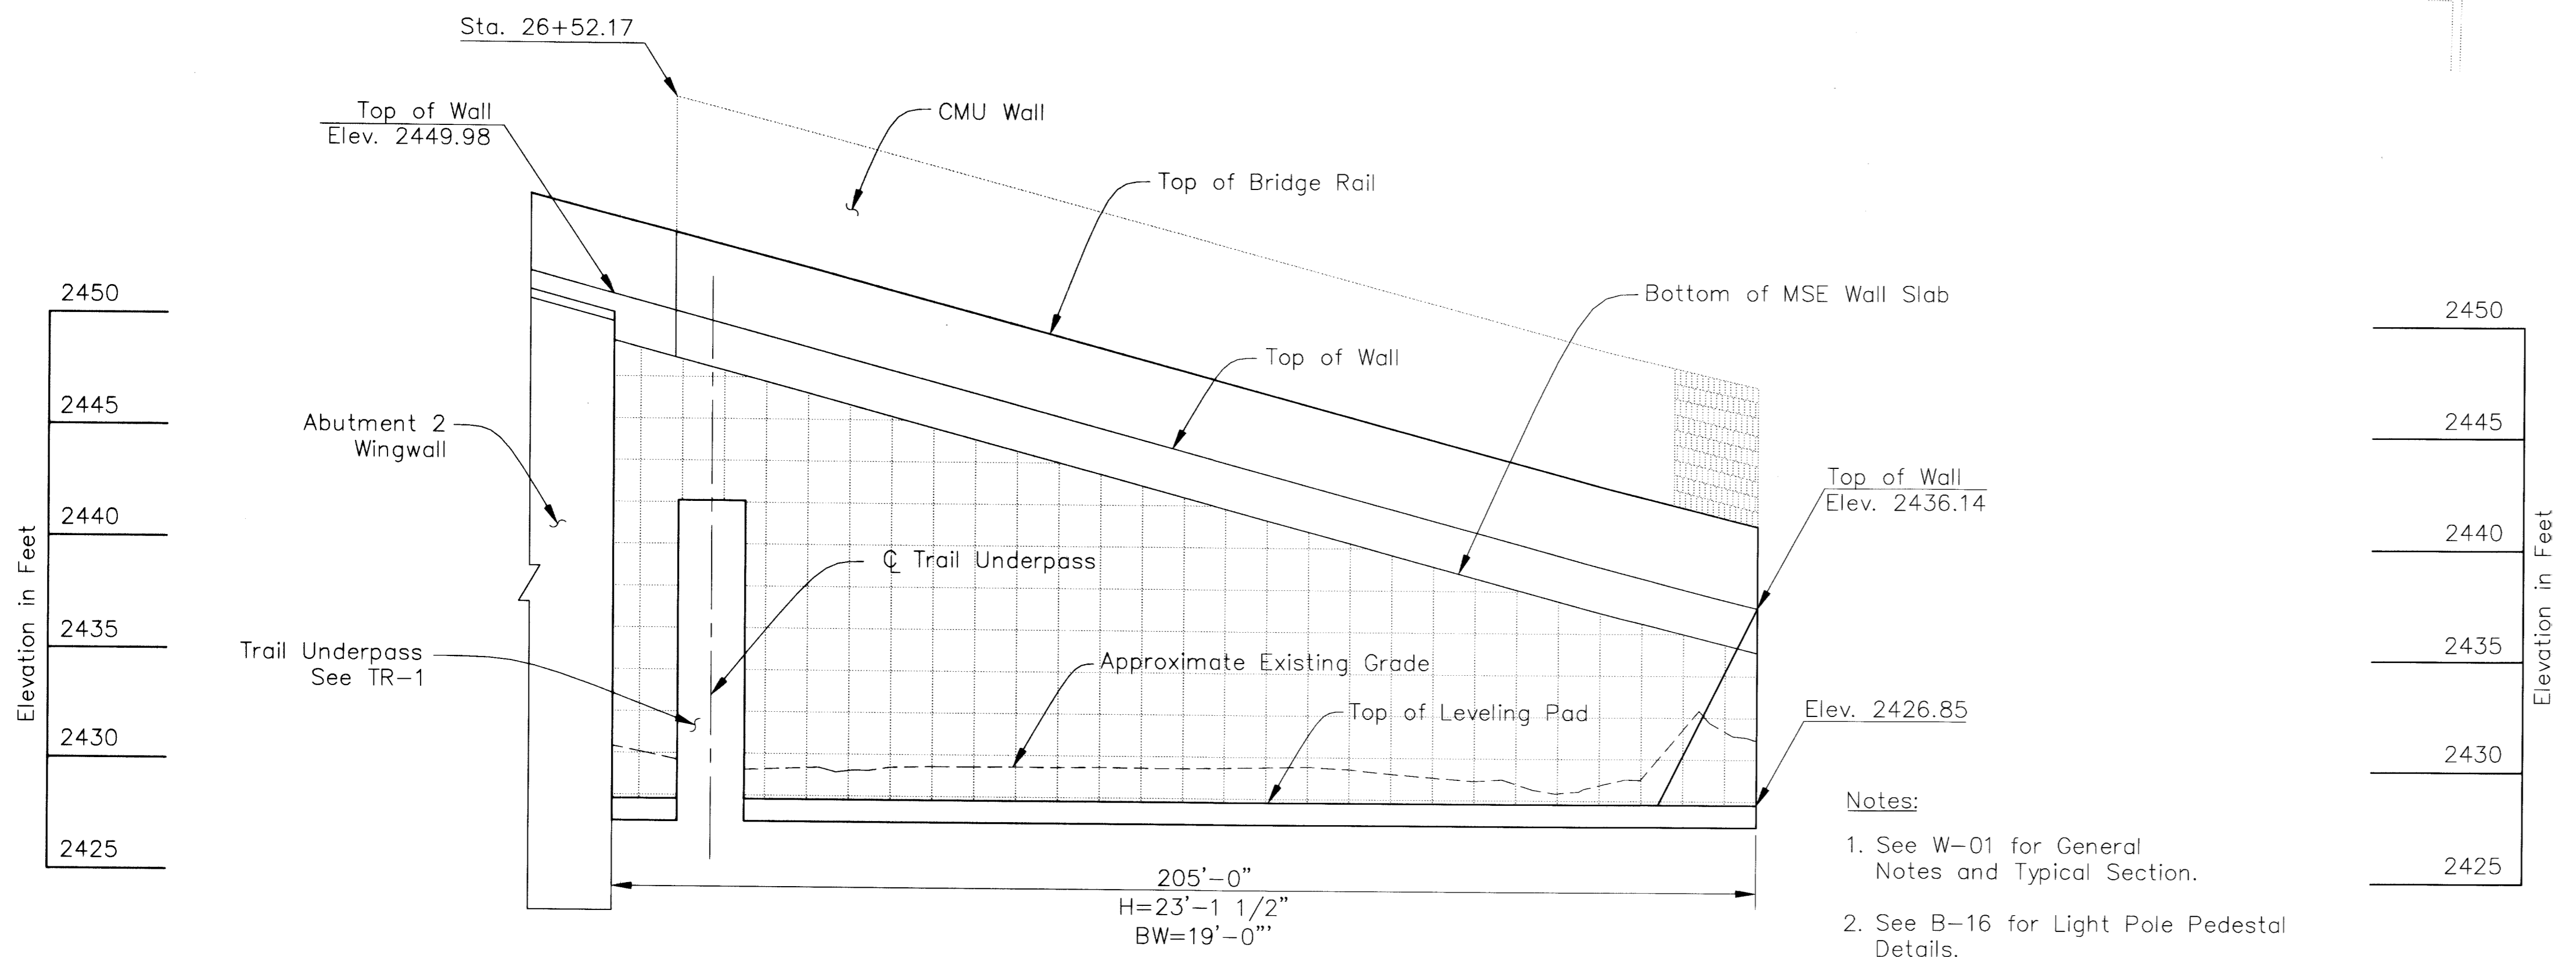 Sta. 26+52.17
Top of Wall
Elev. 2449.98
CMU Wall
Top of Bridge Rail
Bottom of MSE Wall Slab
Top of Wall
Abutment 2
Wingwall
Top of Wall
Elev. 2436.14
℄ Trail Underpass
Trail Underpass
See TR-1
Approximate Existing Grade
Top of Leveling Pad
Elev. 2426.85
2450
2445
2440
2435
2430
2425
Elevation in Feet
2450
2445
2440
2435
2430
2425
Elevation in Feet
205'-0"
H=23'-1 1/2"
BW=19'-0"'
Notes:
1. See W-01 for General
Notes and Typical Section.
2. See B-16 for Light Pole Pedestal
Details.